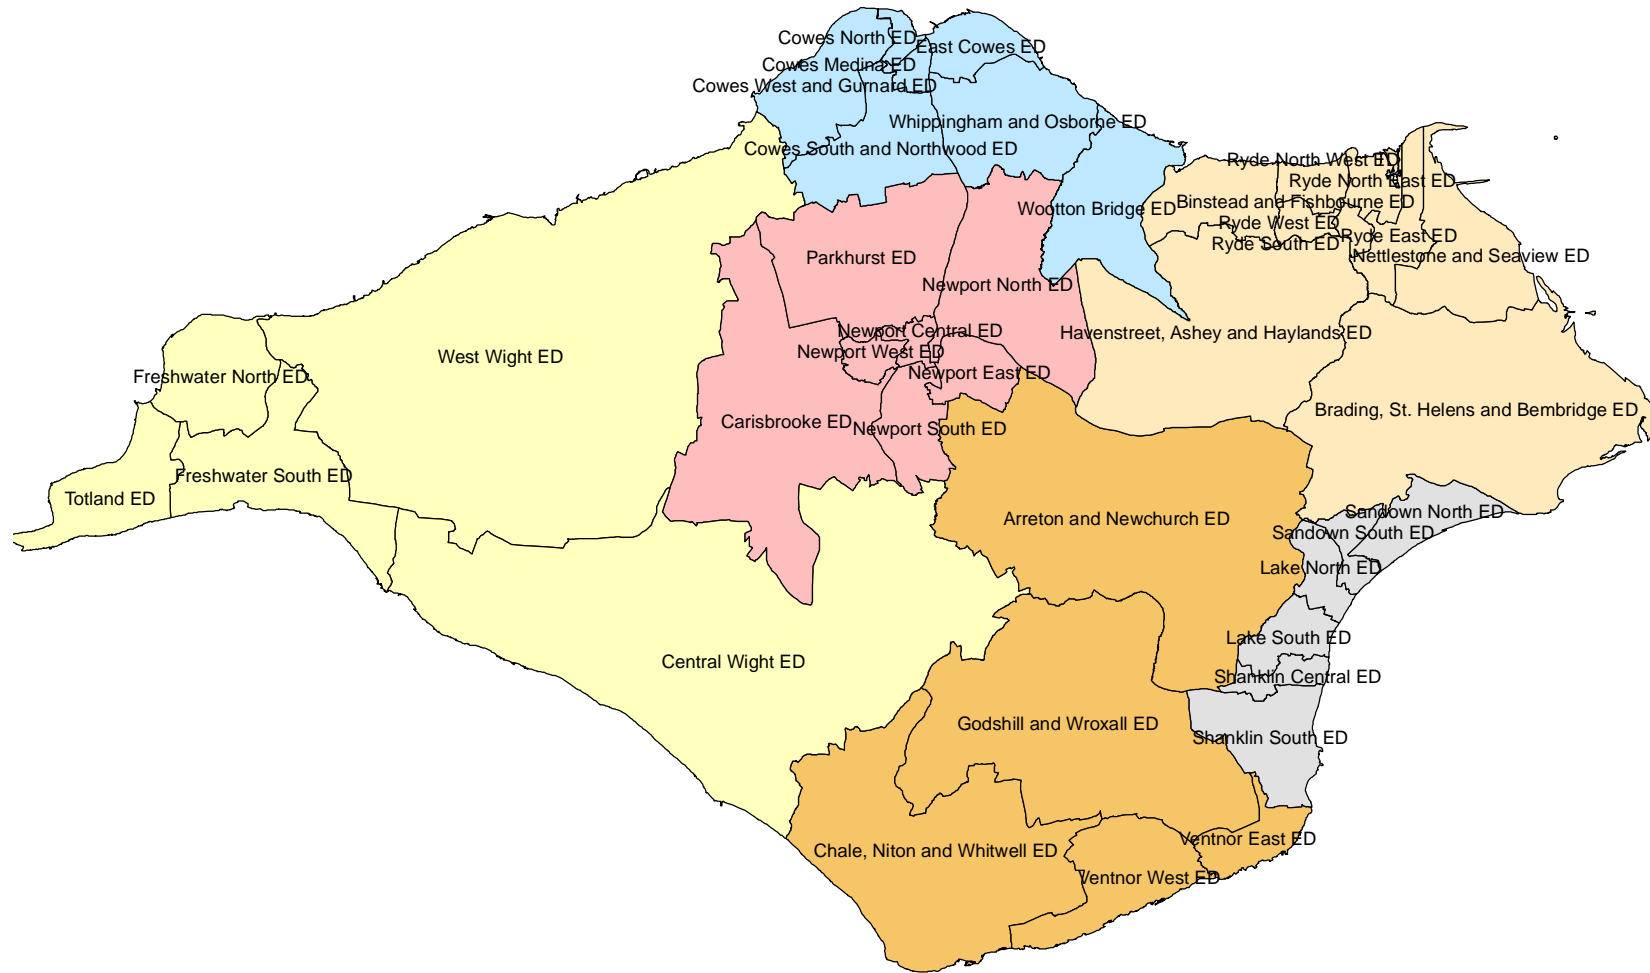 Cowes North ED
East Cowes ED
Cowes Medina ED
Cowes West and Gurnard ED
Whippingham and Osborne ED
Cowes South and Northwood ED
Ryde North West ED
Ryde North East ED
Binstead and Fishbourne ED
Wootton Bridge ED
Ryde West ED
Ryde East ED
Ryde South ED
Nettlestone and Seaview ED
Parkhurst ED
Newport North ED
Newport Central ED
Havenstreet, Ashey and Haylands ED
Newport West ED
West Wight ED
Newport East ED
Freshwater North ED
Brading, St. Helens and Bembridge ED
Carisbrooke ED
Newport South ED
Freshwater South ED
Totland ED
Sandown North ED
Arreton and Newchurch ED
Sandown South ED
Lake North ED
Lake South ED
Central Wight ED
Shanklin Central ED
Godshill and Wroxall ED
Shanklin South ED
Ventnor East ED
Chale, Niton and Whitwell ED
Ventnor West ED